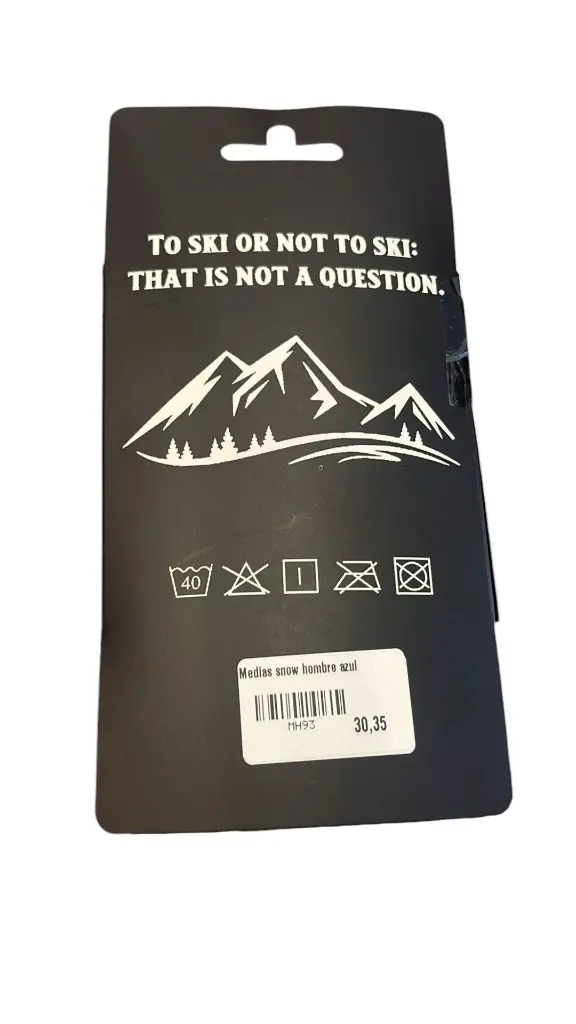 TO SKI OR NOT TO SKI:
THAT IS NOT A QUESTION.
40
Medias snow hombre azul
MH93
30,35